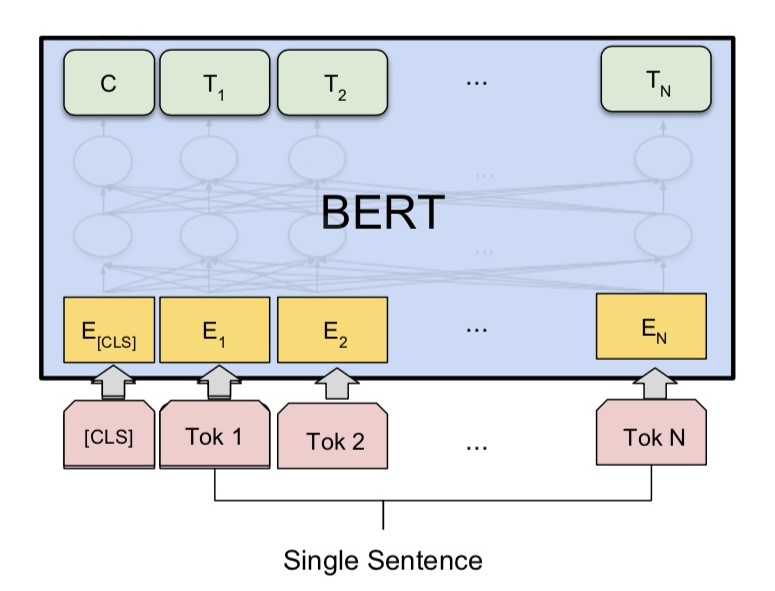 C T1 T2 ... TN
...
BERT
...
E[CLS] E1 E2 ... EN
[CLS] Tok 1 Tok 2 ... Tok N
Single Sentence